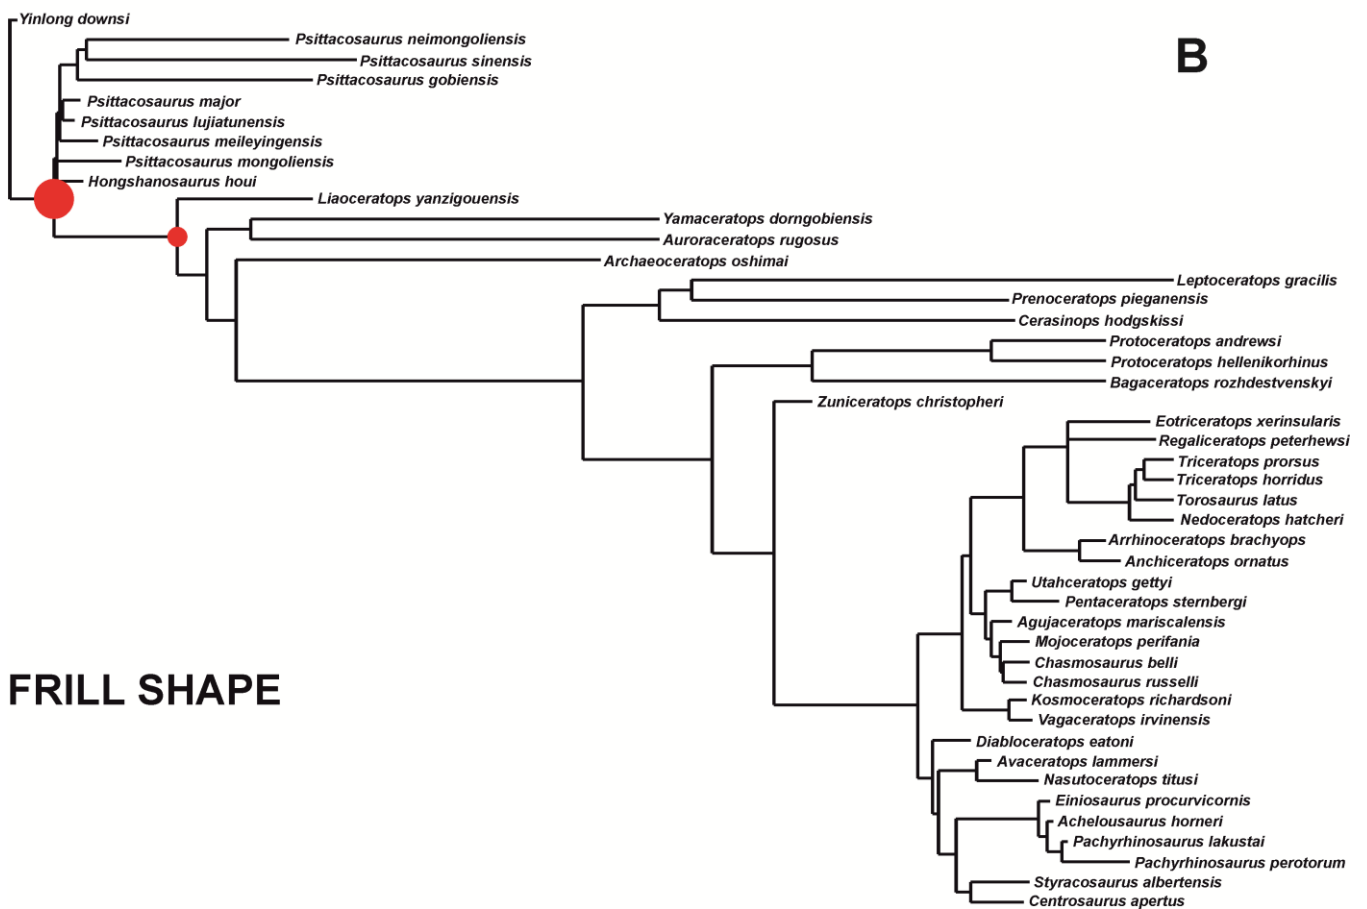 Yinlong downsi
Psittacosaurus neimongoliensis
B
Psittacosaurus sinensis
Psittacosaurus gobiensis
Psittacosaurus major
Psittacosaurus lujiatunensis
Psittacosaurus meileyingensis
Psittacosaurus mongoliensis
Hongshanosaurus houi
Liaoceratops yanzigouensis
Yamaceratops dorngobiensis
Auroraceratops rugosus
Archaeoceratops oshimai
Leptoceratops gracilis
Prenoceratops pieganensis
Cerasinops hodgskissi
Protoceratops andrewsi
Protoceratops hellenikorhinus
Bagaceratops rozhdestvenskyi
Zuniceratops christopheri
Eotriceratops xerinsularis
Regaliceratops peterhewsi
Triceratops prorsus
Triceratops horridus
Torosaurus latus
Nedoceratops hatcheri
Arrhinoceratops brachyops
Anchiceratops ornatus
Utahceratops gettyi
Pentaceratops sternbergi
Agujaceratops mariscalensis
Mojoceratops perifania
Chasmosaurus belli
Chasmosaurus russelli
FRILL SHAPE
Kosmoceratops richardsoni
Vagaceratops irvinensis
Diabloceratops eatoni
Avaceratops lammersi
Nasutoceratops titusi
Einiosaurus procurvicornis
Achelousaurus horneri
Pachyrhinosaurus lakustai
Pachyrhinosaurus perotorum
Styracosaurus albertensis
Centrosaurus apertus